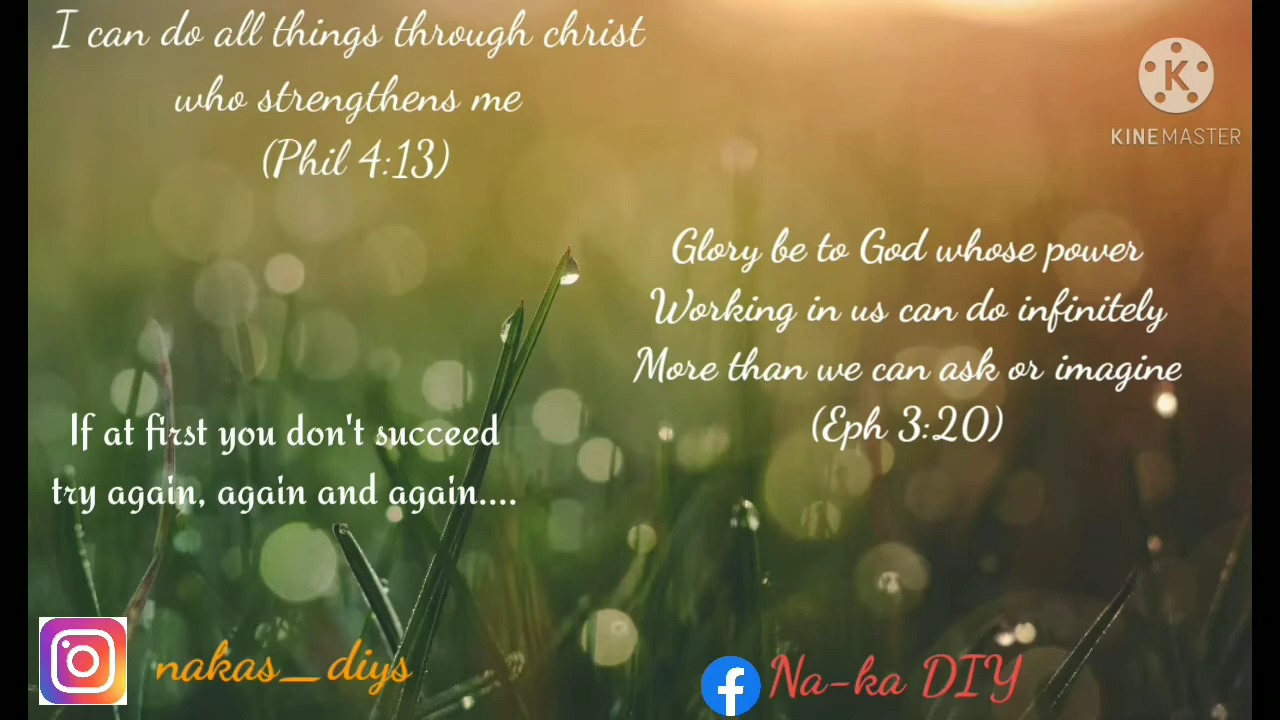 I can do all things through christ
who strengthens me
(Phil 4:13)
KINEMASTER
Glory be to God whose power
Working in us can do infinitely
More than we can ask or imagine
(Eph 3:20)
If at first you don't succeed
try again, again and again....
nakas_diys
Na-ka DIY